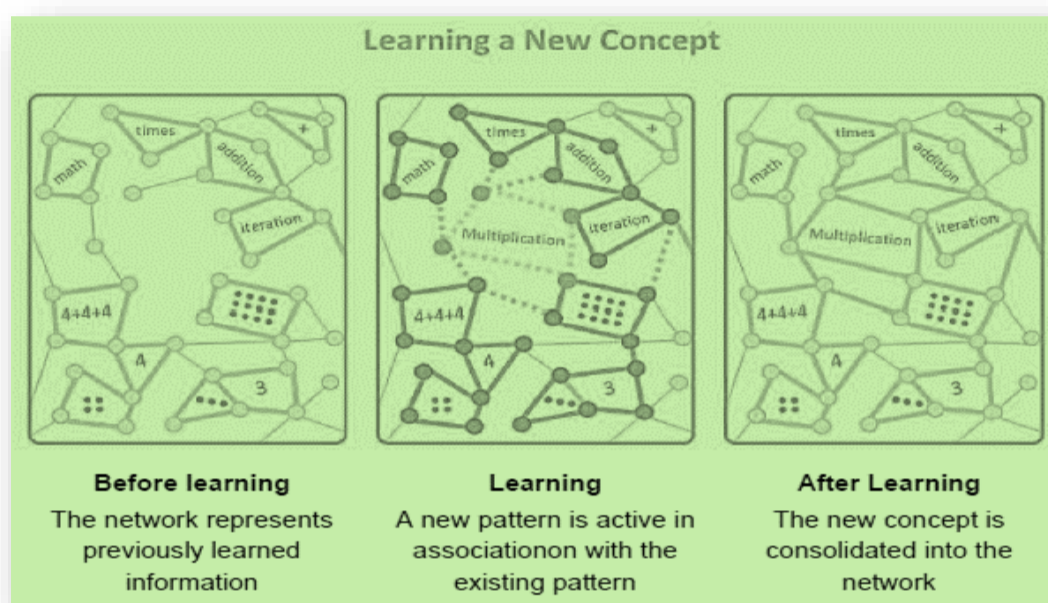 Learning a New Concept
times
+
math
addition
iteration
4+4+4
4
3
times
+
math
addition
iteration
Multiplication
4+4+4
4
3
times
+
math
addition
iteration
Multiplication
4+4+4
4
3
Before learning
The network represents
previously learned
information
Learning
A new pattern is active in
associationon with the
existing pattern
After Learning
The new concept is
consolidated into the
network